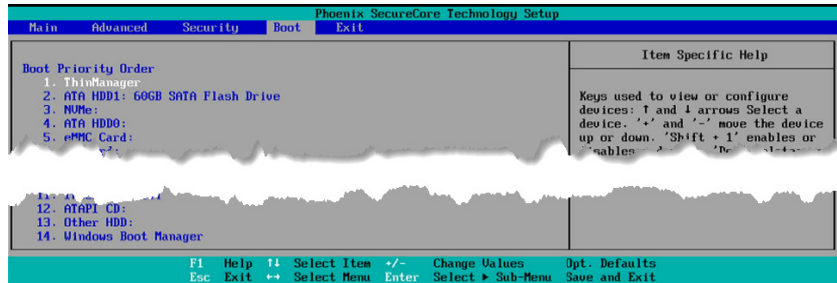 Phoenix SecureCore Technology Setup
Main Advanced Security Boot Exit
Item Specific Help
Boot Priority Order
1. ThinManager
2. ATA HDD1: 60GB SATA Flash Drive
3. NVMe:
4. ATA HDD0:
5. eMMC Card:
Keys used to view or configure
devices: ↑ and ↓ arrows Select a
device. '+' and '-' move the device
up or down. 'Shift + 1' enables or
12. ATAPI CD:
13. Other HDD:
14. Windows Boot Manager
F1 Help ↑↓ Select Item +/- Change Values Opt. Defaults
Esc Exit ↔ Select Menu Enter Select ► Sub-Menu Save and Exit